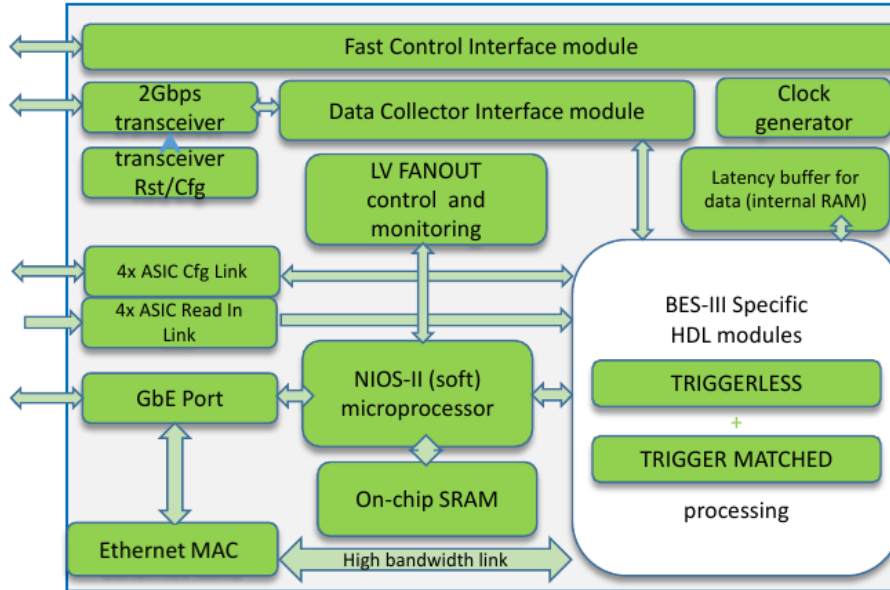 Fast Control Interface module
2Gbps
transceiver
Data Collector Interface module
Clock
generator
transceiver
Rst/Cfg
LV FANOUT
control and
monitoring
Latency buffer for
data (internal RAM)
4x ASIC Cfg Link
4x ASIC Read In
Link
BES-III Specific
HDL modules
GbE Port
NIOS-II (soft)
microprocessor
TRIGGERLESS
+
TRIGGER MATCHED
On-chip SRAM
processing
Ethernet MAC
High bandwidth link